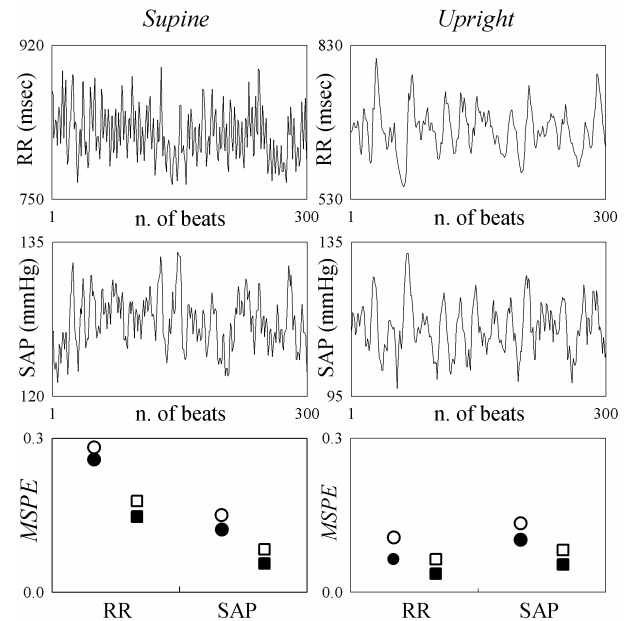 Supine
Upright
920
RR (msec)
750
1
n. of beats
300
830
RR (msec)
530
1
n. of beats
300
135
SAP (mmHg)
120
1
n. of beats
300
135
SAP (mmHg)
95
1
n. of beats
300
0.3
MSPE
0.0
RR
SAP
0.3
MSPE
0.0
RR
SAP